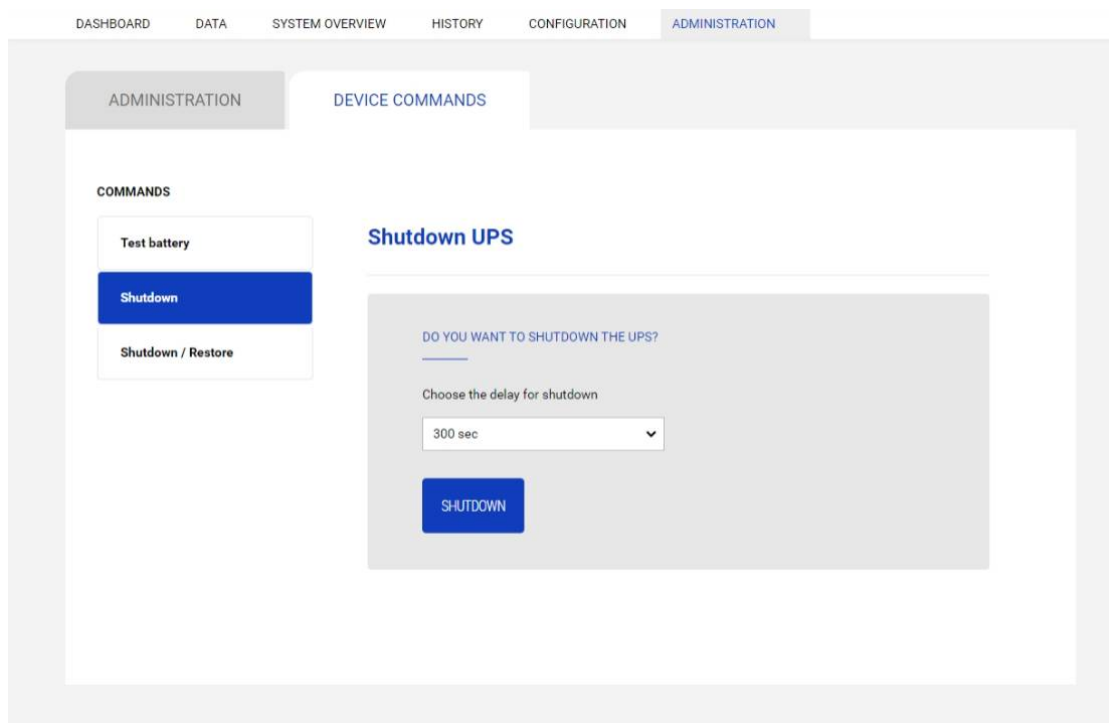 DASHBOARD DATA SYSTEM OVERVIEW HISTORY CONFIGURATION ADMINISTRATION
ADMINISTRATION DEVICE COMMANDS
COMMANDS
Test battery
Shutdown
Shutdown / Restore
Shutdown UPS
DO YOU WANT TO SHUTDOWN THE UPS?
Choose the delay for shutdown
300 sec
SHUTDOWN